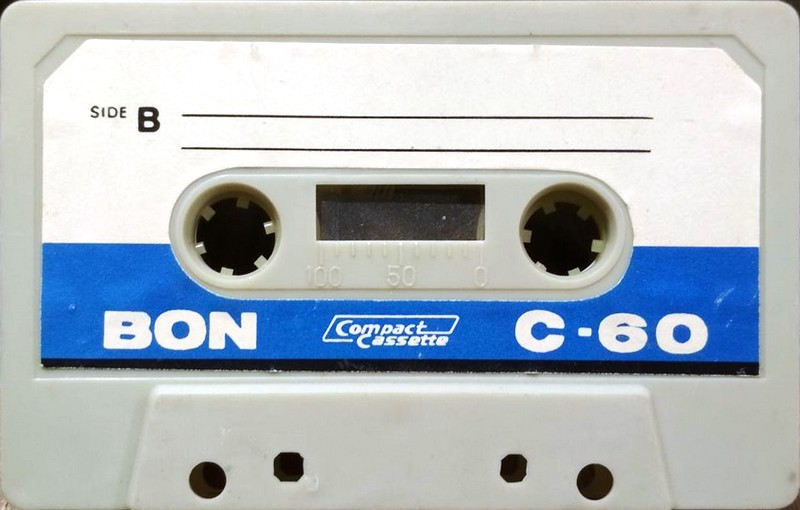 SIDE B
100 50 0
BON Compact Cassette C-60